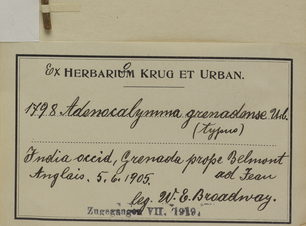 Ex HERBARIO KRUG ET URBAN.
1798. Adenocalymma grenadense Urb.
(typus)
India occid, Grenada prope Belmont
Anglais. 5. 6. 1905. ad Jean
leg. W. E. Broadway.
Zugegangen VII. 1919.